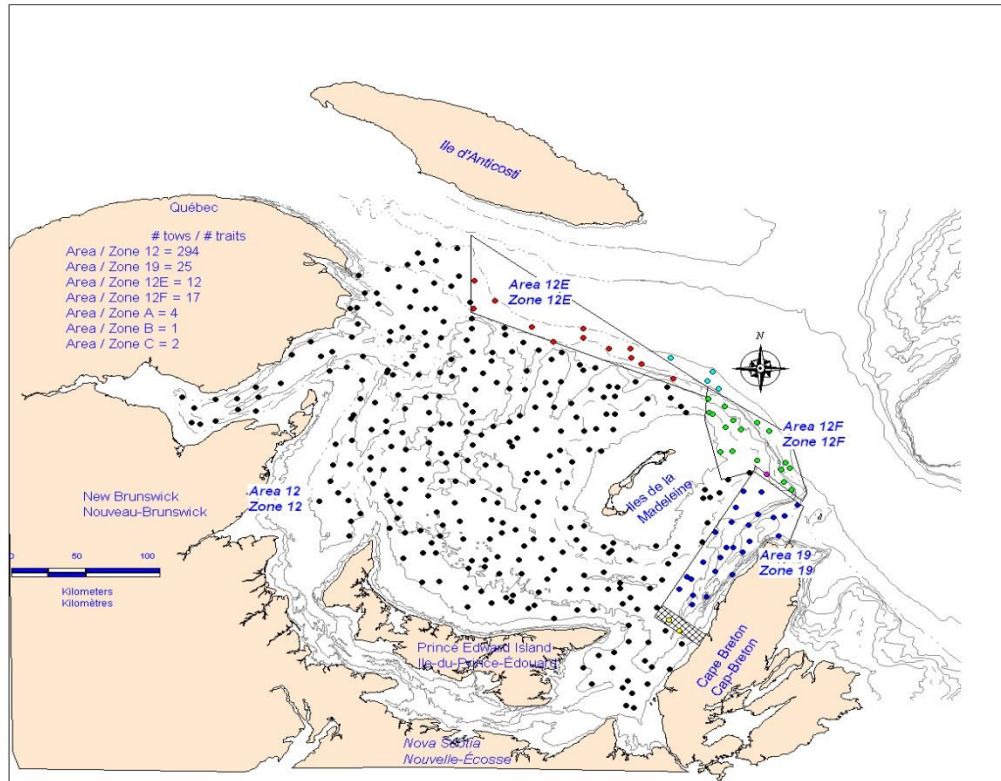 Ile d'Anticosti
Québec
# tows / # traits
Area / Zone 12 = 294
Area / Zone 19 = 25
Area / Zone 12E = 12
Area / Zone 12F = 17
Area / Zone A = 4
Area / Zone B = 1
Area / Zone C = 2
Area 12E
Zone 12E
N
Area 12F
Zone 12F
Iles de la
Madeleine
Area 12
Zone 12
New Brunswick
Nouveau-Brunswick
Area 19
Zone 19
0 50 100
Kilometers
Kilomètres
Prince Edward Island
Ile-du-Prince-Édouard
Cape Breton
Cap-Breton
Nova Scotia
Nouvelle-Écosse